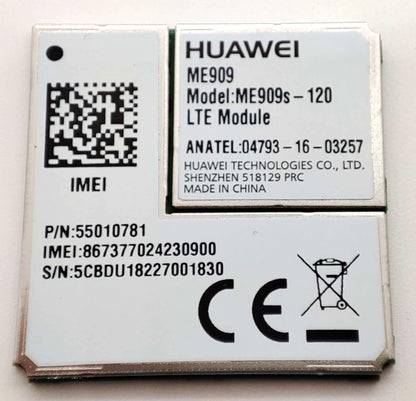 HUAWEI
ME909
Model:ME909s-120
LTE Module
ANATEL:04793-16-03257
HUAWEI TECHNOLOGIES CO., LTD.
SHENZHEN 518129 PRC
MADE IN CHINA
IMEI
P/N:55010781
IMEI:867377024230900
S/N:5CBDU18227001830
CE